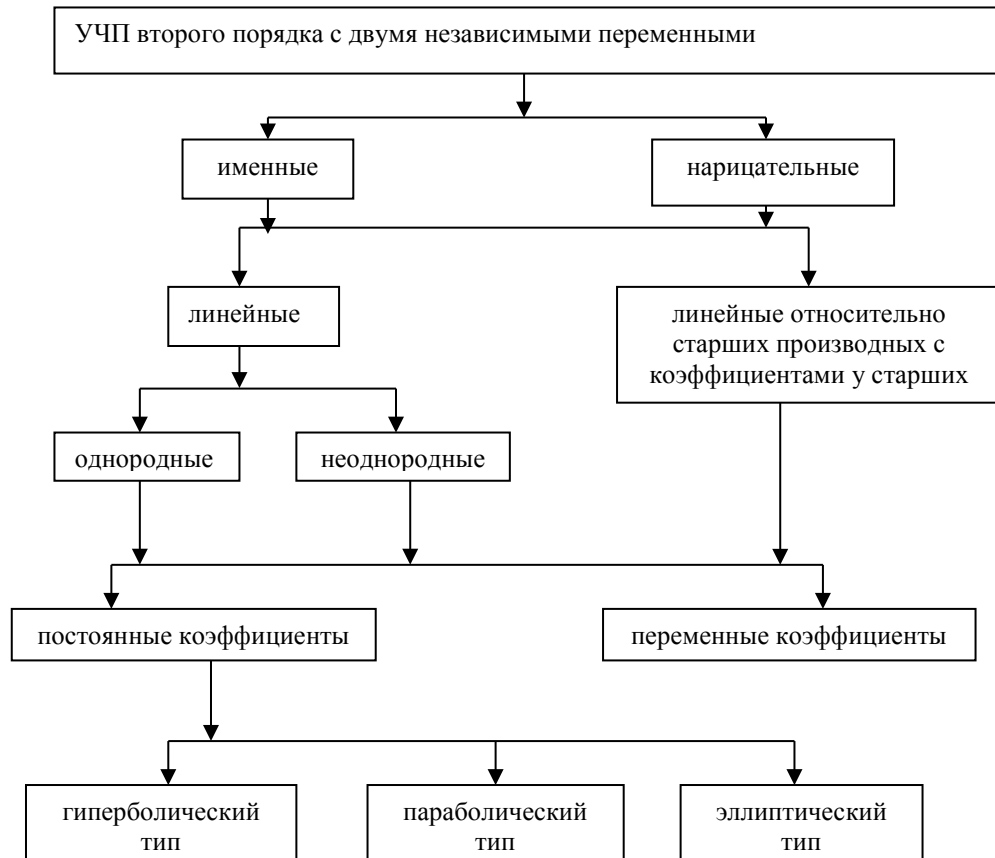 УЧП второго порядка с двумя независимыми переменными
именные
нарицательные
линейные
линейные относительно
старших производных с
коэффициентами у старших
однородные
неоднородные
постоянные коэффициенты
переменные коэффициенты
гиперболический
тип
параболический
тип
эллиптический
тип